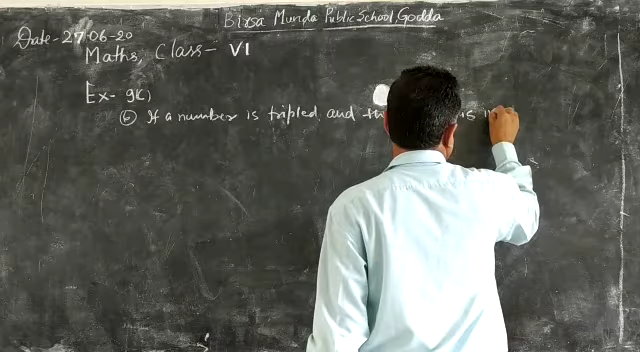 Birsa Munda Public School, Godda
Date-27.06-20
Maths, Class- VI
Ex- 9(C)
(6) If a number is tripled and is